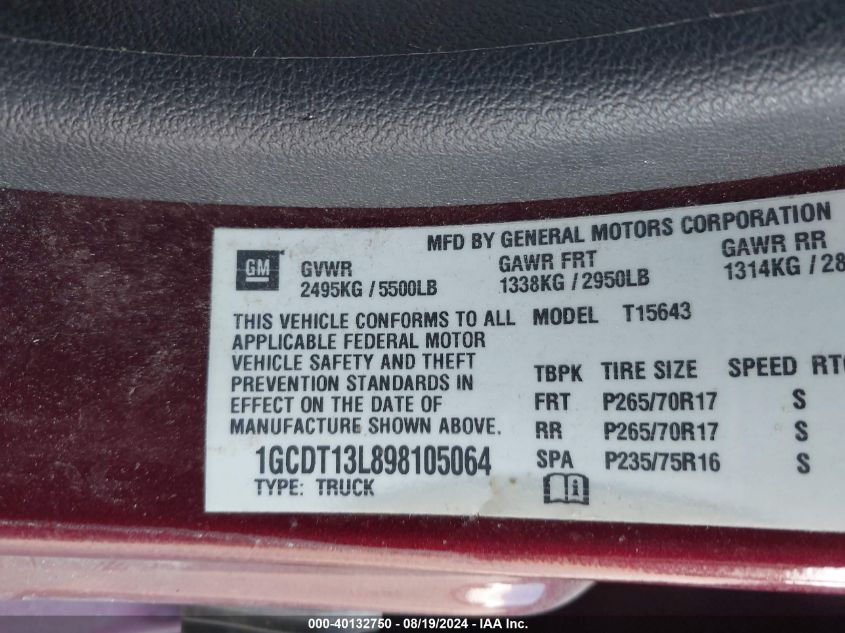 MFD BY GENERAL MOTORS CORPORATION
GM
GVWR GAWR FRT GAWR RR
2495KG / 5500LB 1338KG / 2950LB 1314KG / 28
THIS VEHICLE CONFORMS TO ALL MODEL T15643
APPLICABLE FEDERAL MOTOR
VEHICLE SAFETY AND THEFT TBPK TIRE SIZE SPEED RTG
PREVENTION STANDARDS IN FRT P265/70R17 S
EFFECT ON THE DATE OF RR P265/70R17 S
MANUFACTURE SHOWN ABOVE.
1GCDT13L898105064 SPA P235/75R16 S
TYPE: TRUCK
000-40132750 - 08/19/2024 - IAA Inc.